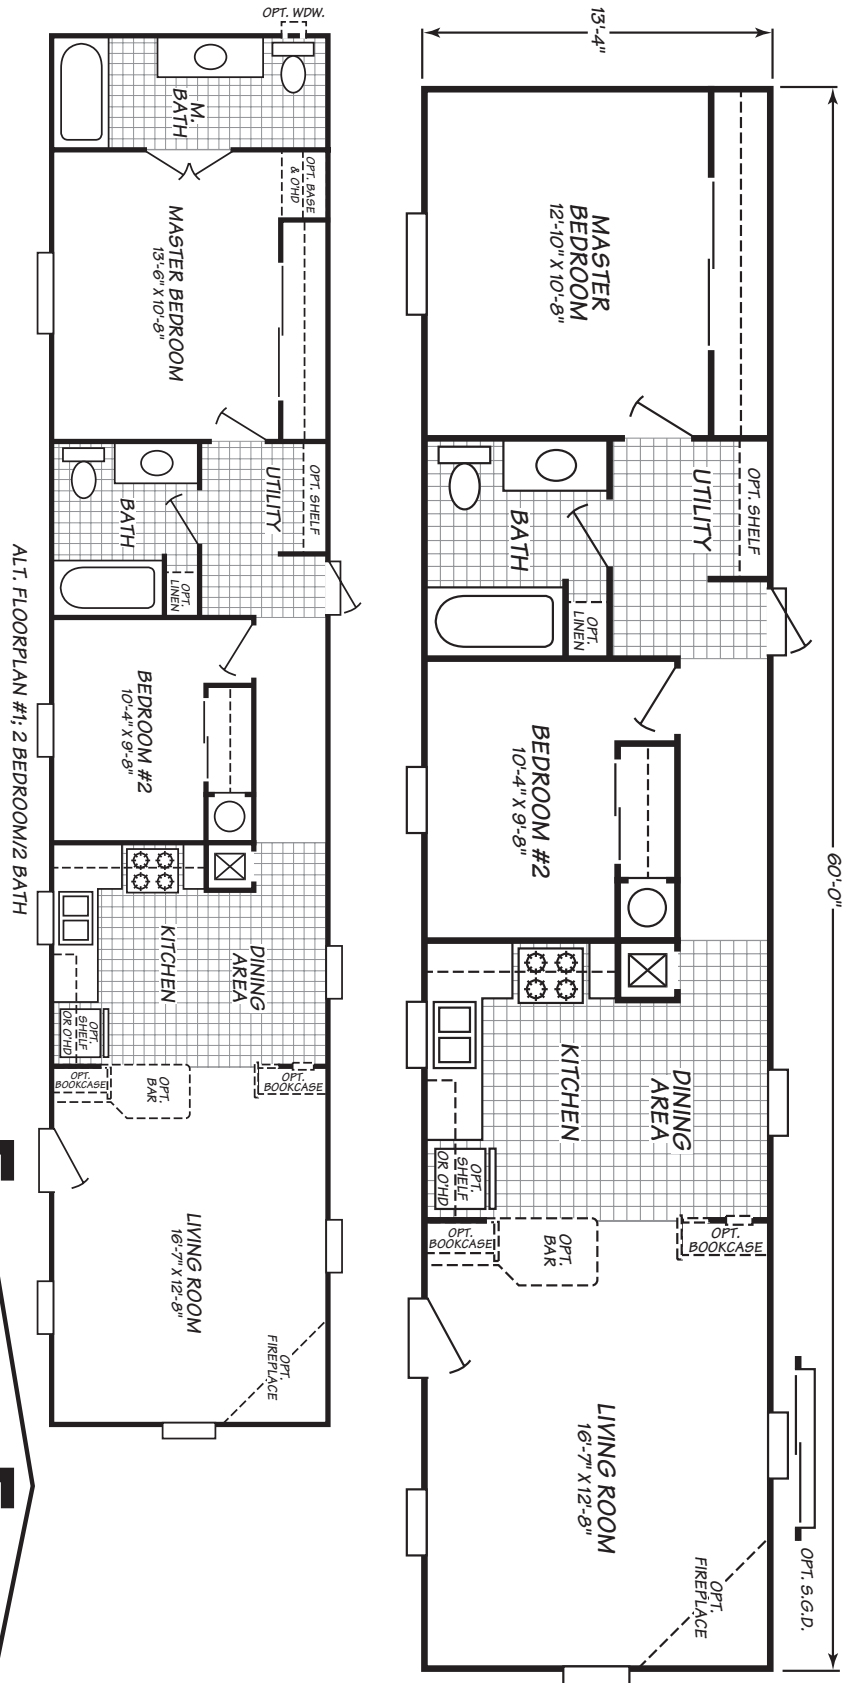 13'-4"
60'-0"
MASTER
BEDROOM
12'-10" X 10'-8"
OPT. SHELF
UTILITY
BATH
OPT.
LINEN
BEDROOM #2
10'-4" X 9'-8"
DINING
AREA
KITCHEN
OPT.
SHELF
OR O'HD
OPT.
BOOKCASE
OPT.
BAR
OPT.
BOOKCASE
LIVING ROOM
16'-7" X 12'-8"
OPT.
FIREPLACE
OPT. S.G.D.
OPT. WDW.
M.
BATH
OPT. BASE
& O'HD
MASTER BEDROOM
13'-6" X 10'-8"
OPT. SHELF
UTILITY
BATH
OPT.
LINEN
BEDROOM #2
10'-4" X 9'-8"
DINING
AREA
KITCHEN
OPT.
SHELF
OR O'HD
OPT.
BOOKCASE
OPT.
BAR
OPT.
BOOKCASE
LIVING ROOM
16'-7" X 12'-8"
OPT.
FIREPLACE
ALT. FLOORPLAN #1; 2 BEDROOM/2 BATH